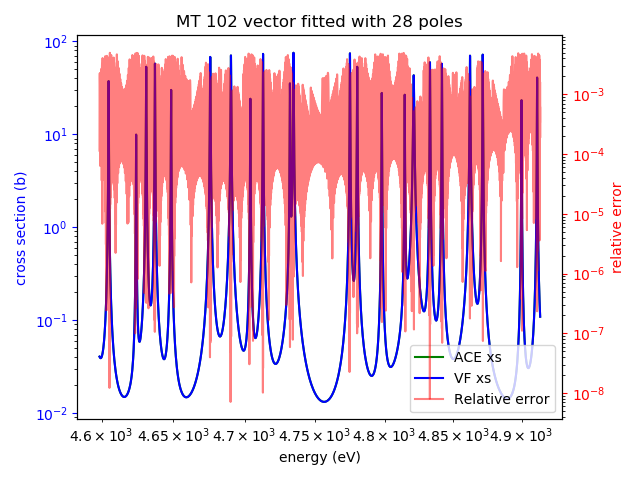 MT 102 vector fitted with 28 poles
10²
10¹
10⁰
10⁻¹
10⁻²
cross section (b)
10⁻³
10⁻⁴
10⁻⁵
10⁻⁶
10⁻⁷
10⁻⁸
relative error
ACE xs
VF xs
Relative error
4.6 × 10³ 4.65 × 10³ 4.7 × 10³ 4.75 × 10³ 4.8 × 10³ 4.85 × 10³ 4.9 × 10³
energy (eV)